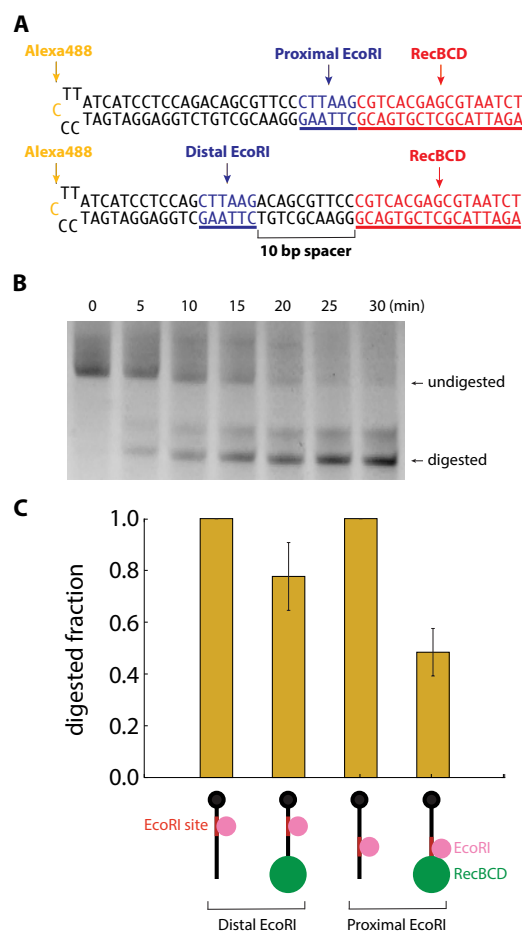 A
Alexa488 Proximal EcoRI RecBCD
TT
C
CC
ATCATCCTCCAGACAGCGTTCCCTTAAGCGTCACGAGCGTAATCT
TAGTAGGAGGTCTGTCGCAAGGGAATTCGCAGTGCTCGCATTAGA
Alexa488 Distal EcoRI RecBCD
TT
C
CC
ATCATCCTCCAGCTTAAGACAGCGTTCCCGTCACGAGCGTAATCT
TAGTAGGAGGTCGAATTCTGTCGCAAGGGCAGTGCTCGCATTAGA
10 bp spacer
B
0 5 10 15 20 25 30 (min)
← undigested
← digested
C
digested fraction
1.0
0.8
0.6
0.4
0.2
0.0
EcoRI site
EcoRI
RecBCD
Distal EcoRI Proximal EcoRI